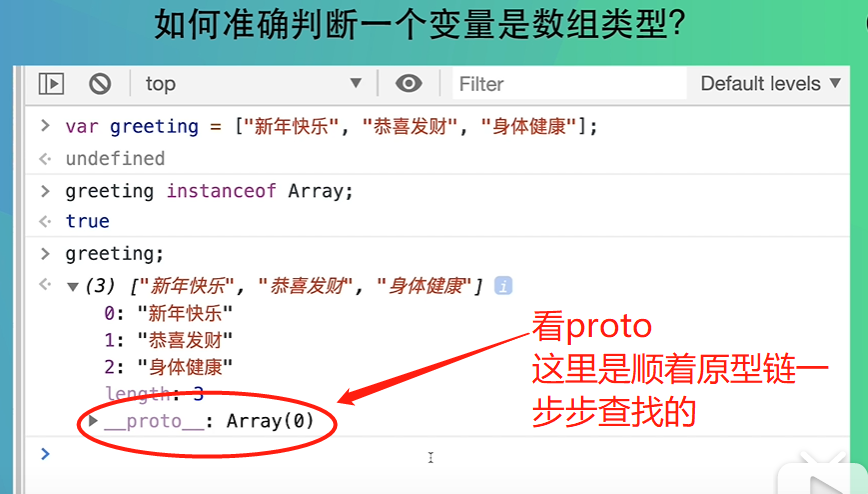 如何准确判断一个变量是数组类型？
top Filter Default levels
> var greeting = ["新年快乐", "恭喜发财", "身体健康"];
undefined
> greeting instanceof Array;
true
> greeting;
(3) ["新年快乐", "恭喜发财", "身体健康"] i
0: "新年快乐"
1: "恭喜发财"
2: "身体健康"
length: 3
__proto__: Array(0)
>
看proto
这里是顺着原型链一
步步查找的